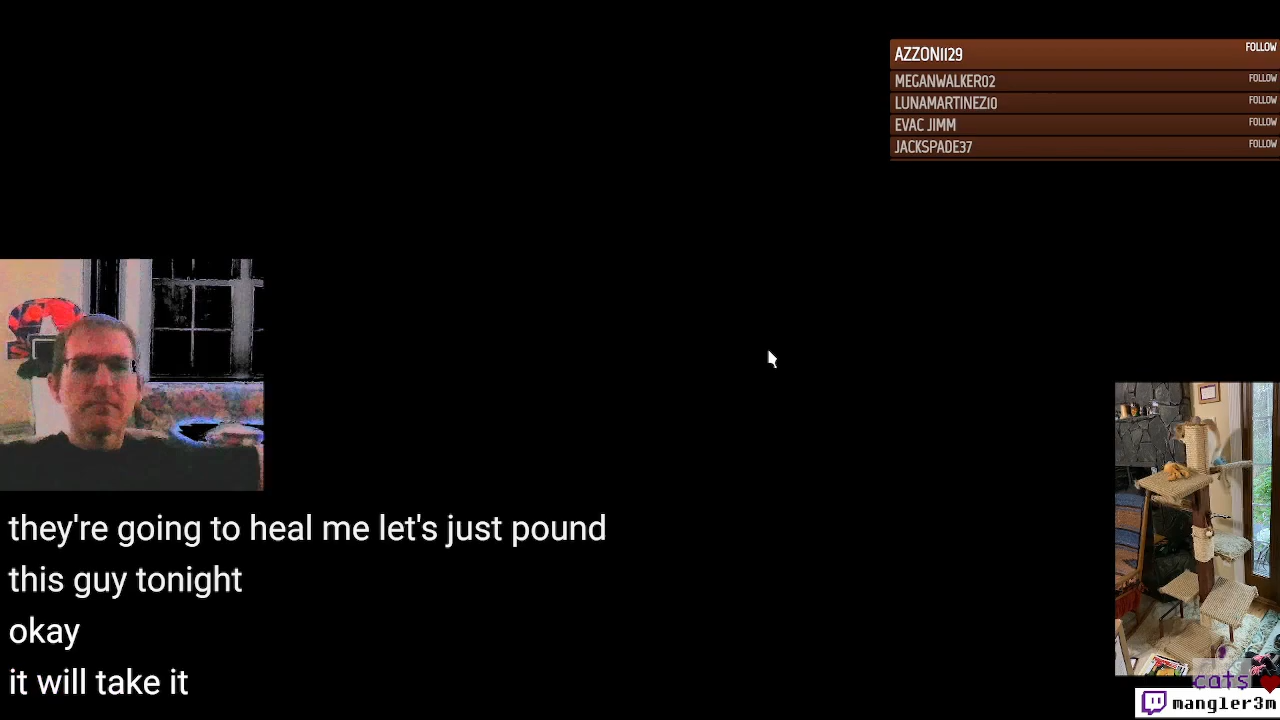 AZZON1129 FOLLOW
MEGANWALKER02 FOLLOW
LUNAMARTINEZ10 FOLLOW
EVAC JIMM FOLLOW
JACKSPADE37 FOLLOW
they're going to heal me let's just pound
this guy tonight
okay
it will take it
cats
mangler3m